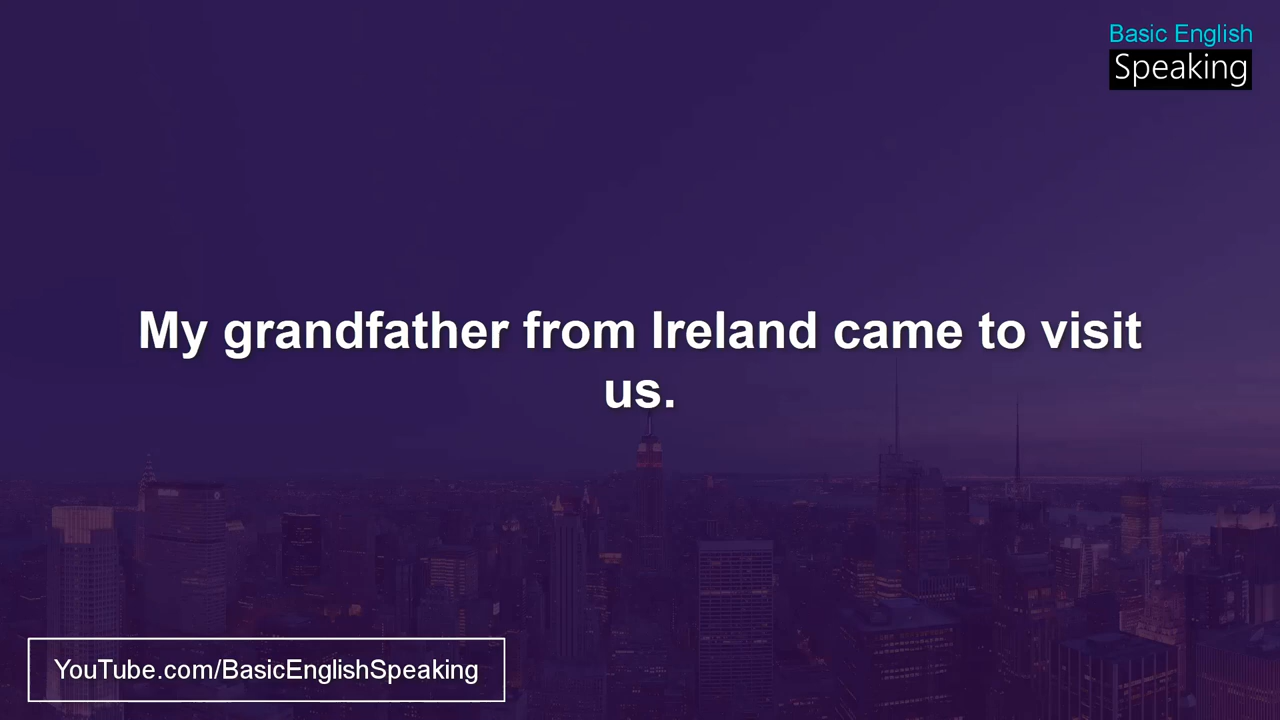 Basic English
Speaking
My grandfather from Ireland came to visit
us.
YouTube.com/BasicEnglishSpeaking